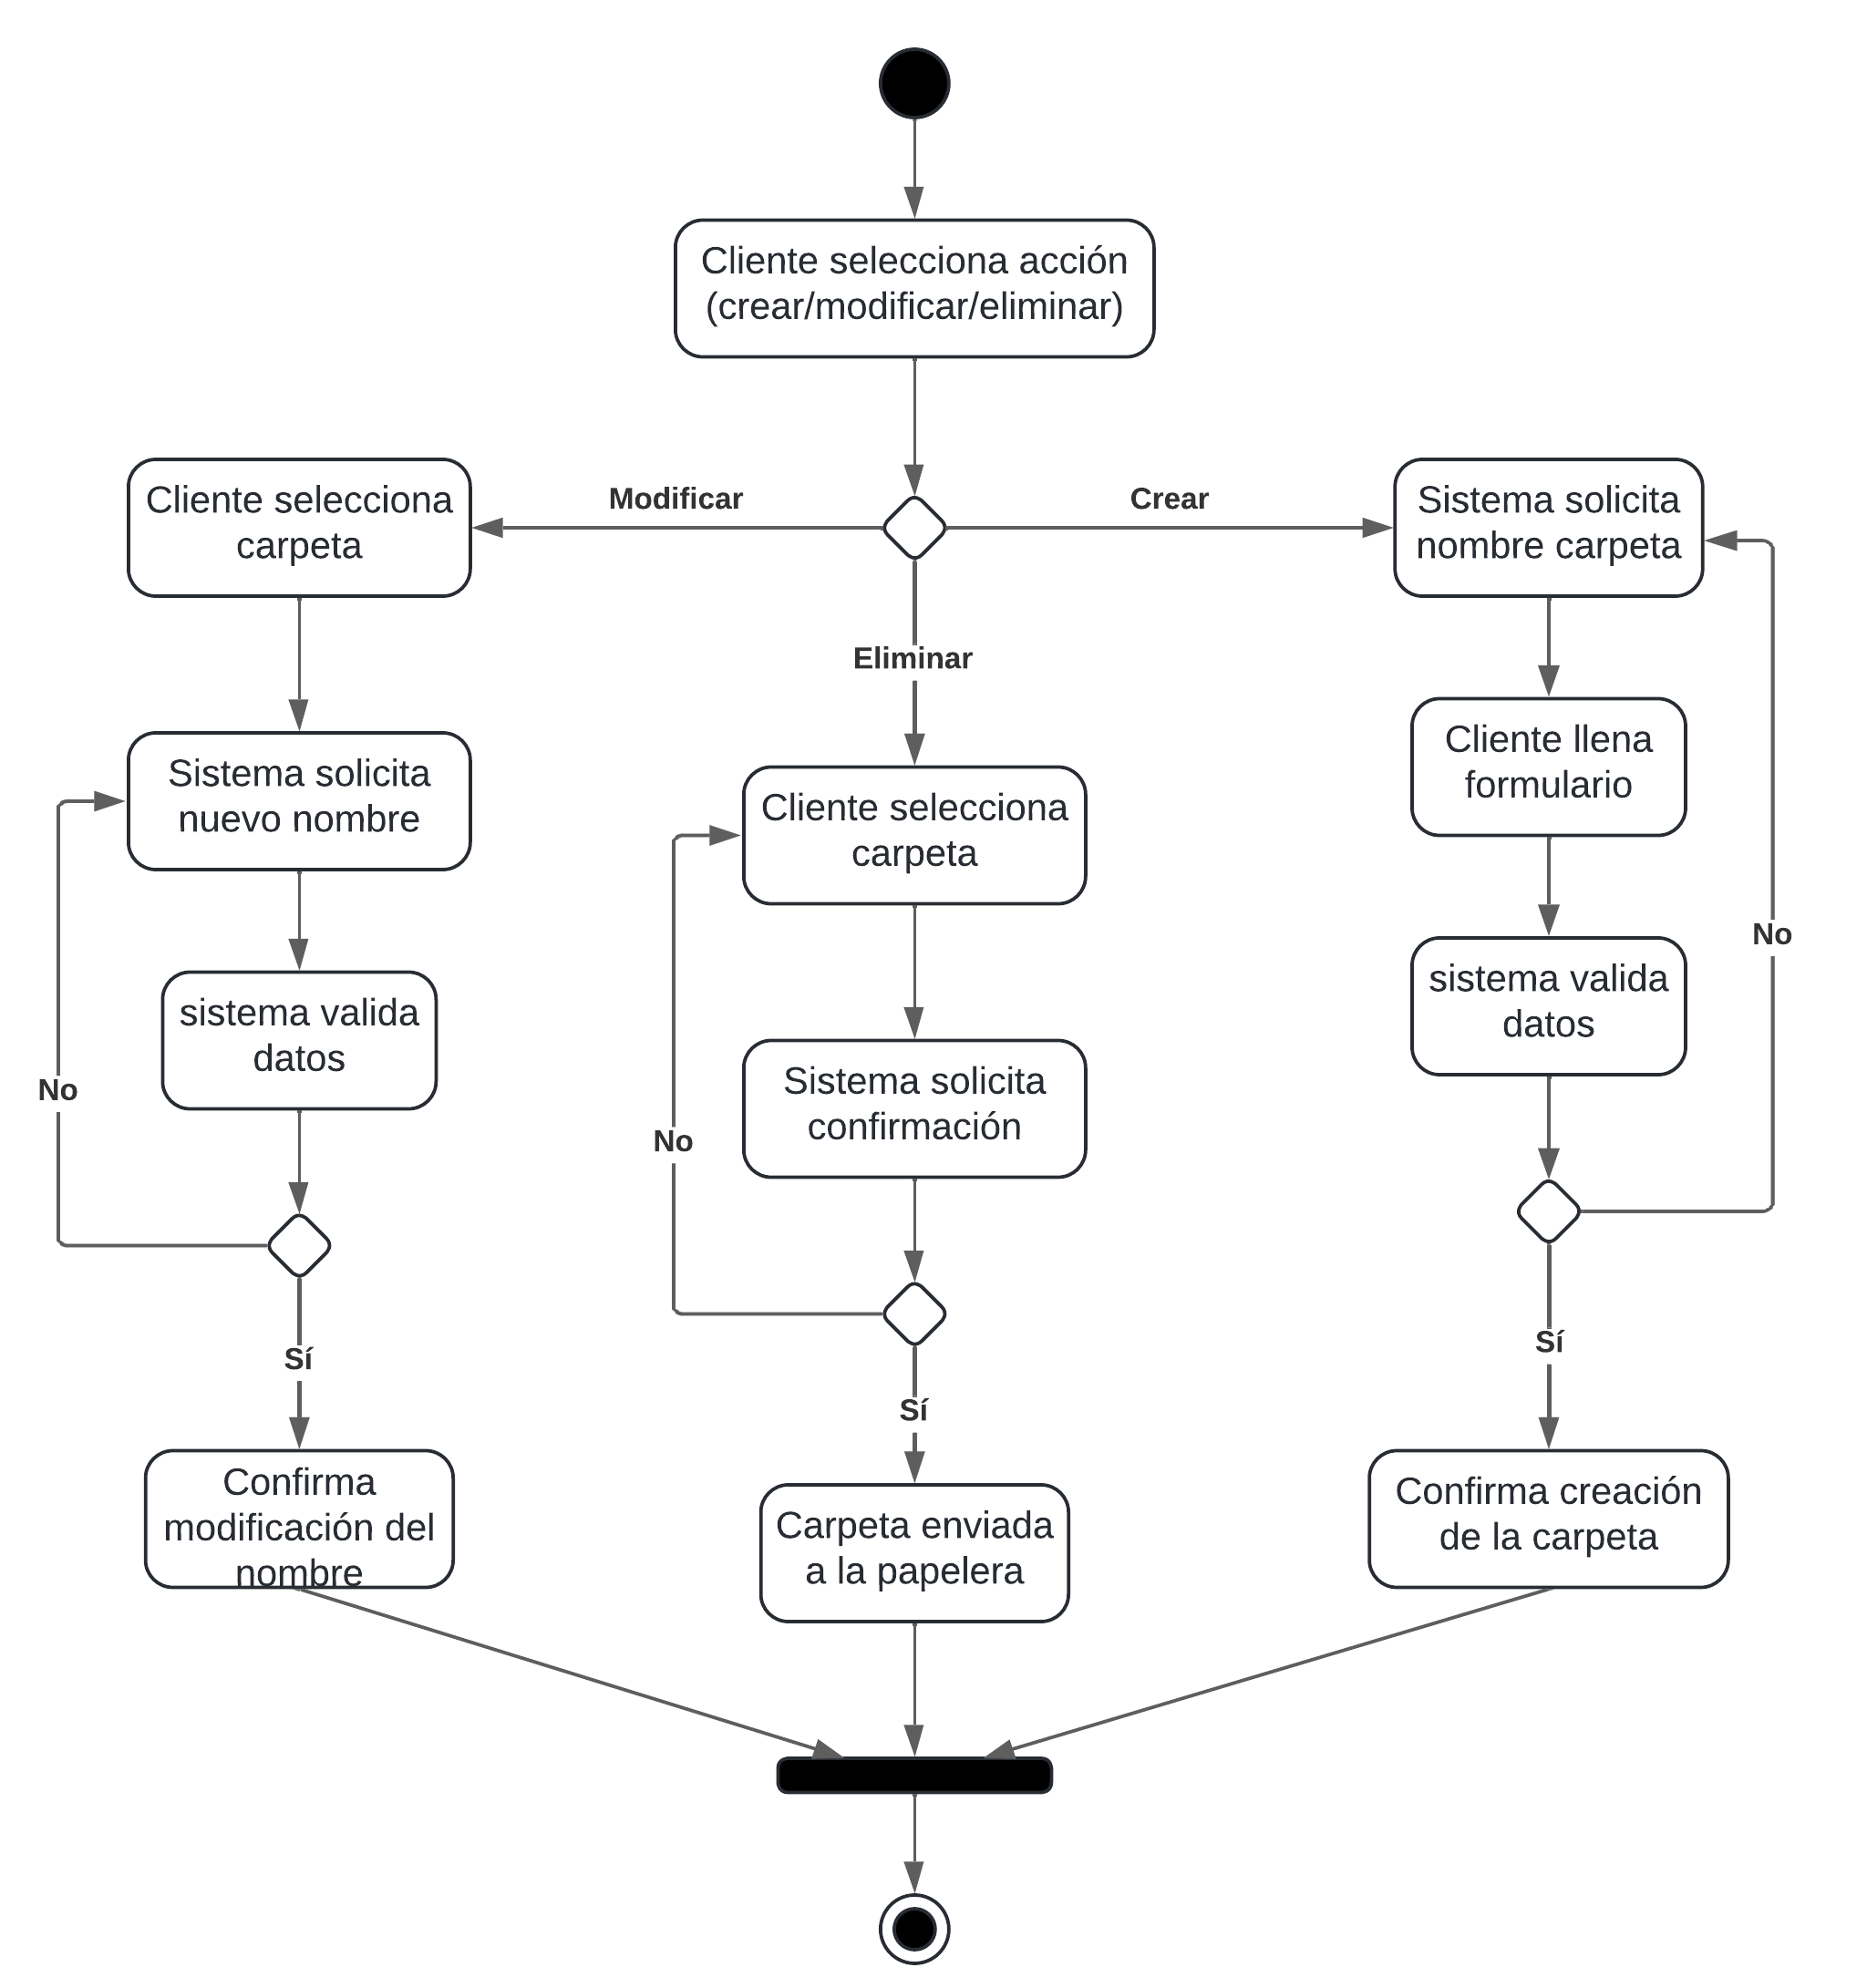 Cliente selecciona acción
(crear/modificar/eliminar)
Modificar
Crear
Cliente selecciona
carpeta
Sistema solicita
nombre carpeta
Eliminar
Sistema solicita
nuevo nombre
Cliente selecciona
carpeta
Cliente llena
formulario
sistema valida
datos
No
Sistema solicita
confirmación
No
sistema valida
datos
No
Sí
Confirma
modificación del
nombre
Sí
Carpeta enviada
a la papelera
Sí
Confirma creación
de la carpeta